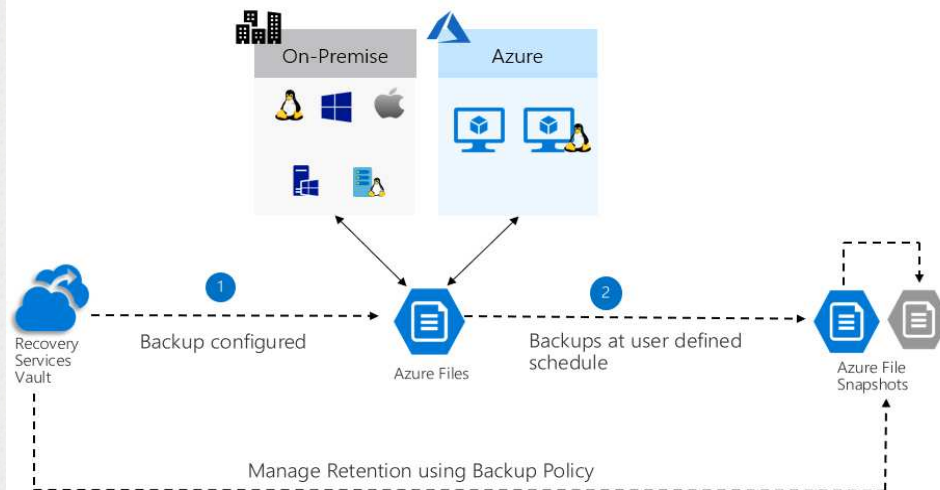 On-Premise
Azure
1
2
Backup configured
Backups at user defined
schedule
Recovery
Services
Vault
Azure Files
Azure File
Snapshots
Manage Retention using Backup Policy